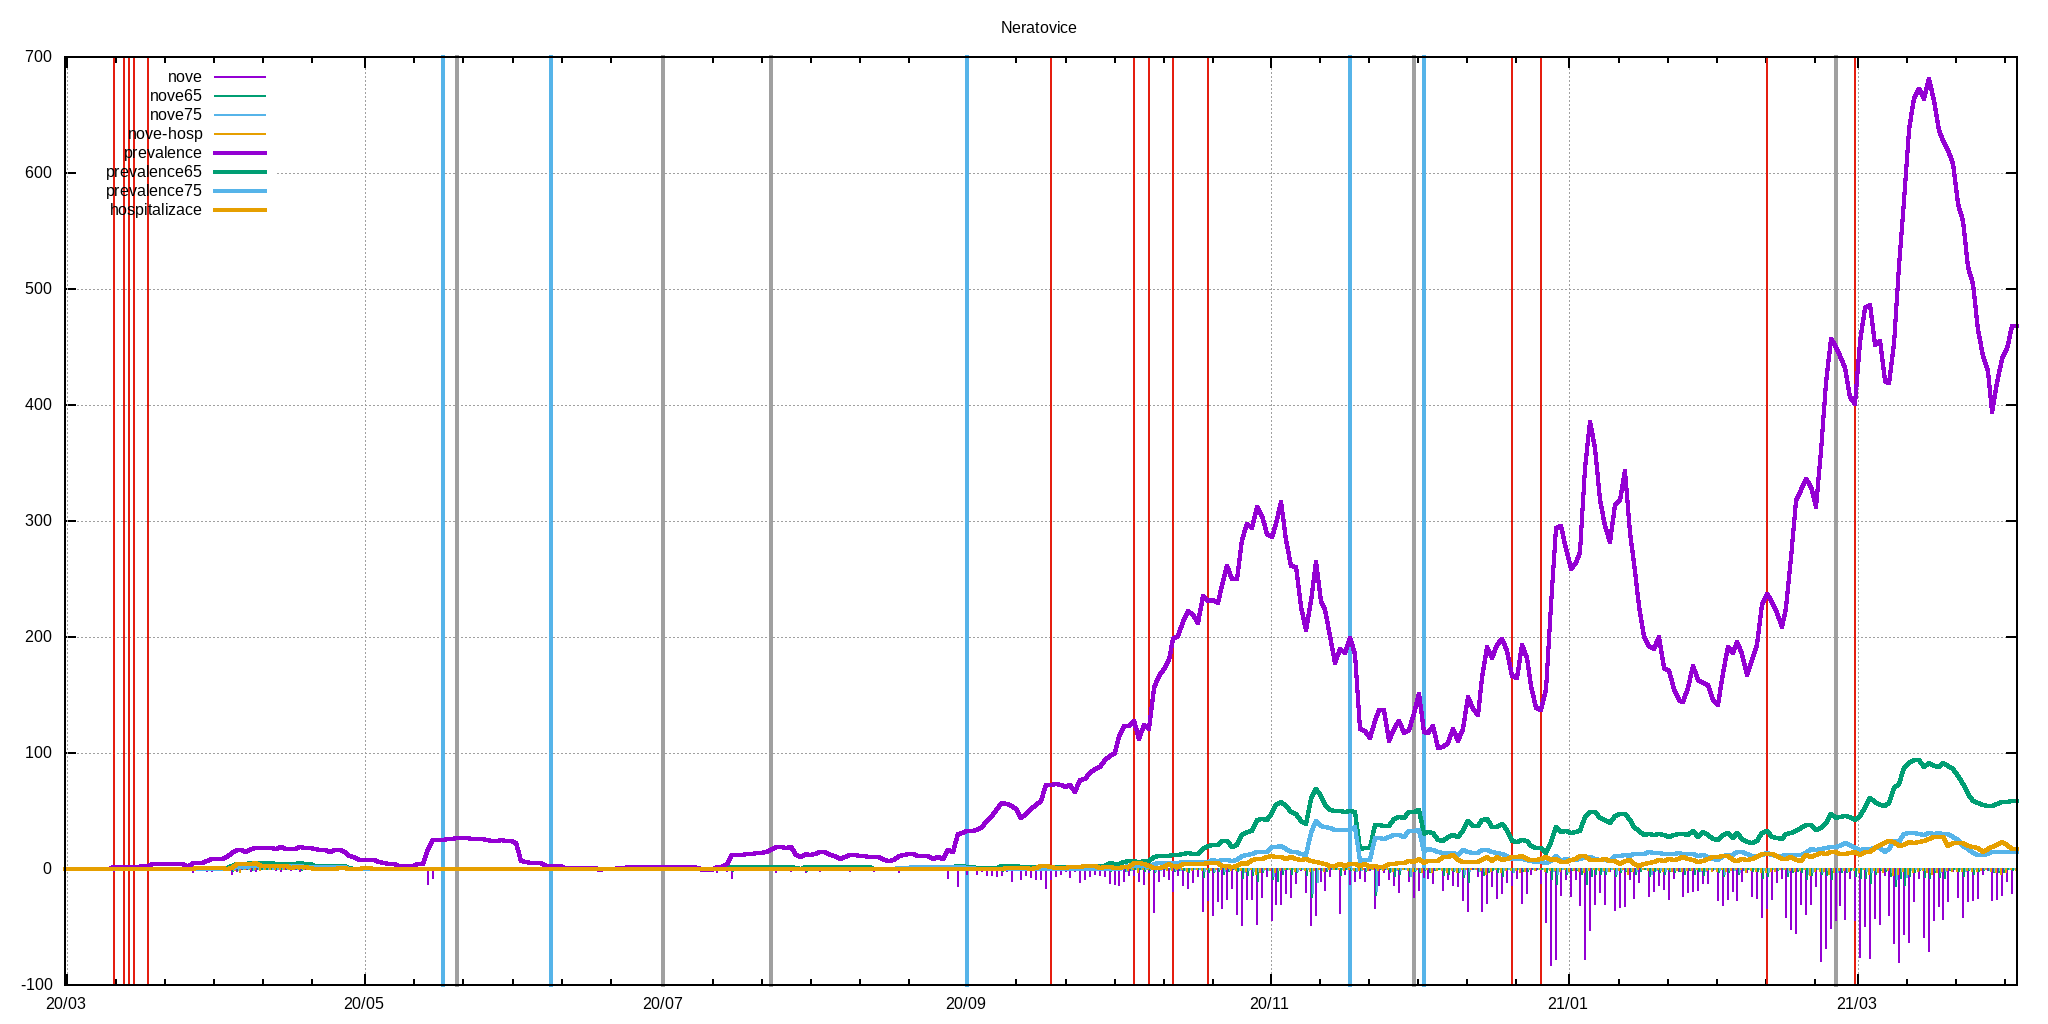 Neratovice
700
600
500
400
300
200
100
0
-100
nove
nove65
nove75
nove-hosp
prevalence
prevalence65
prevalence75
hospitalizace
20/03
20/05
20/07
20/09
20/11
21/01
21/03